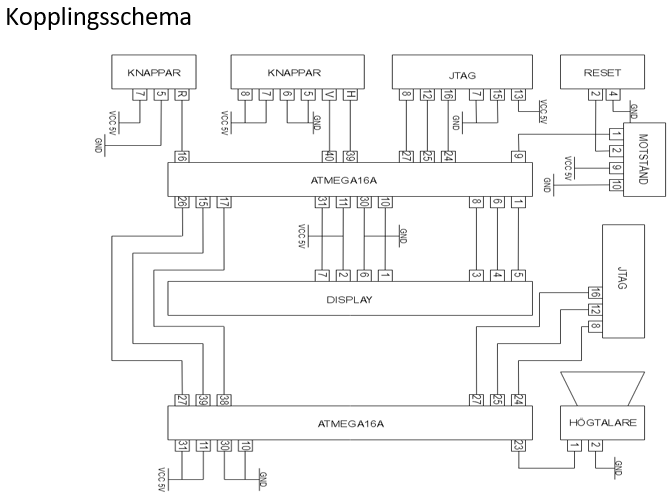 Kopplingsschema
KNAPPAR KNAPPAR JTAG RESET
7 5 R 8 7 6 5 V H 8 12 16 7 15 13 2 4
VCC 5V VCC 5V GND GND VCC 5V GND
GND
1
2
9
10
MOTSTÅND
VCC 5V
GND
16 40 39 27 25 24 9
ATMEGA16A
26 15 17 31 11 30 10 8 6 1
VCC 5V GND
7 2 6 1 3 4 5
DISPLAY
JTAG
16
12
8
27 39 38 27 25 24
ATMEGA16A
HÖGTALARE
31 11 30 10 23 1 2
VCC 5V GND GND